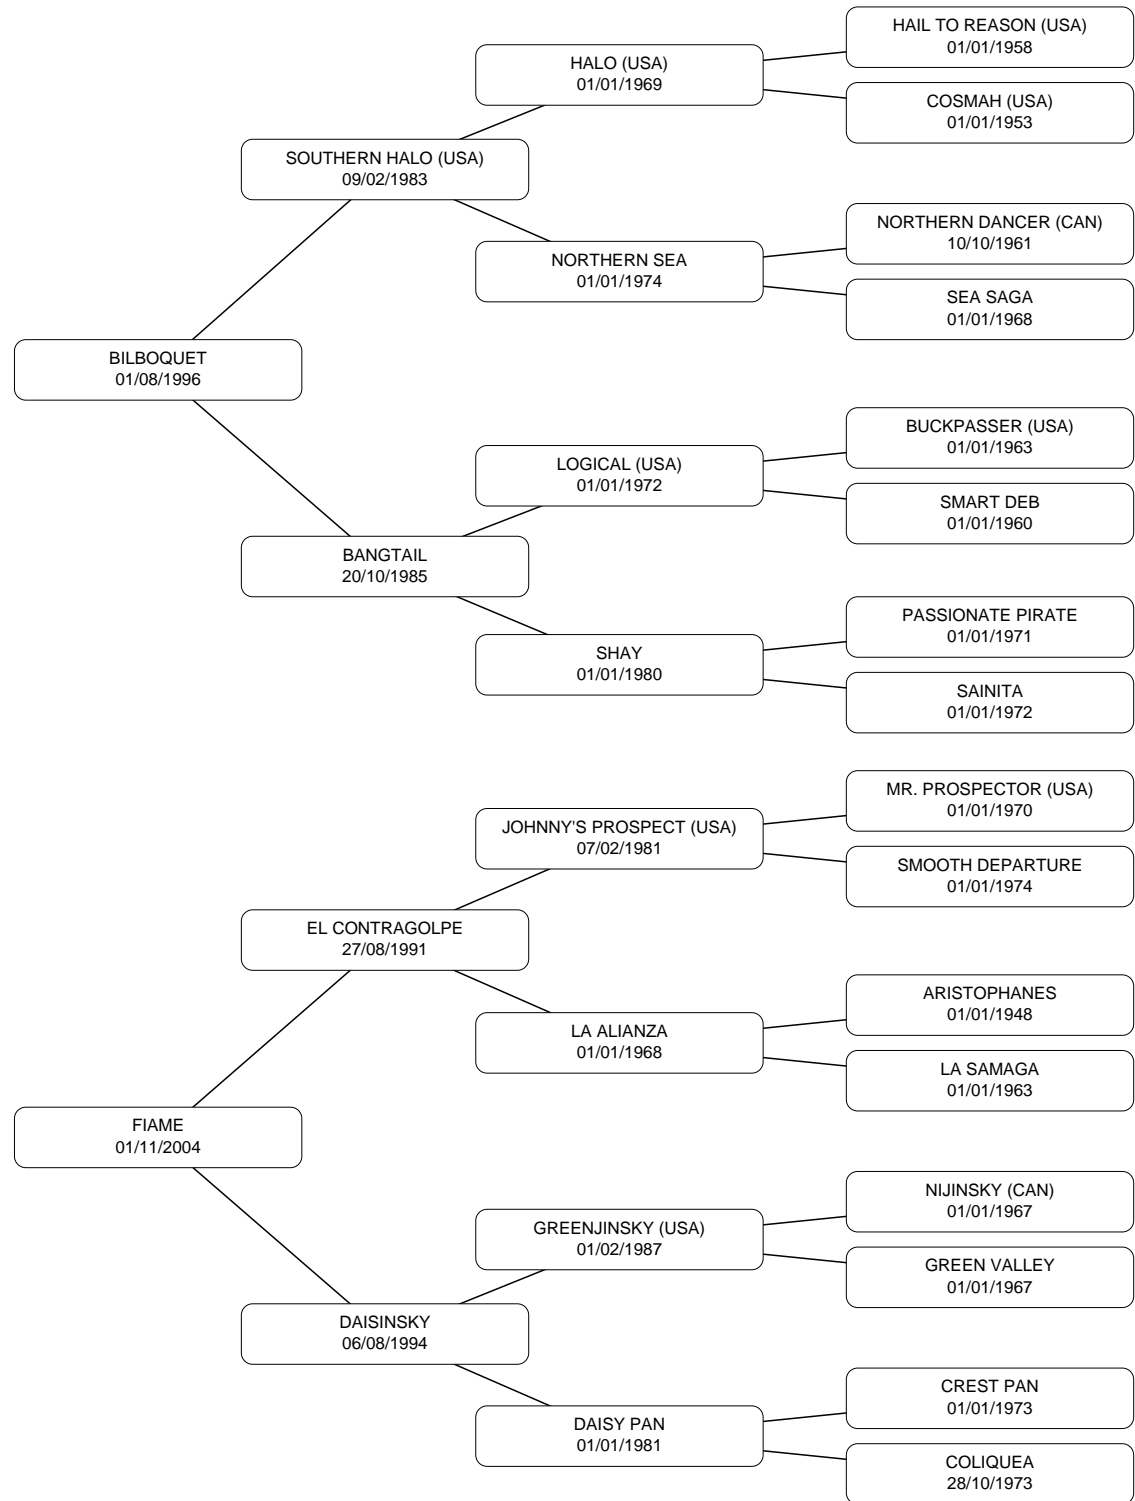 HAIL TO REASON (USA)
01/01/1958
HALO (USA)
01/01/1969
COSMAH (USA)
01/01/1953
SOUTHERN HALO (USA)
09/02/1983
NORTHERN DANCER (CAN)
10/10/1961
NORTHERN SEA
01/01/1974
SEA SAGA
01/01/1968
BILBOQUET
01/08/1996
BUCKPASSER (USA)
01/01/1963
LOGICAL (USA)
01/01/1972
SMART DEB
01/01/1960
BANGTAIL
20/10/1985
PASSIONATE PIRATE
01/01/1971
SHAY
01/01/1980
SAINITA
01/01/1972
MR. PROSPECTOR (USA)
01/01/1970
JOHNNY'S PROSPECT (USA)
07/02/1981
SMOOTH DEPARTURE
01/01/1974
EL CONTRAGOLPE
27/08/1991
ARISTOPHANES
01/01/1948
LA ALIANZA
01/01/1968
LA SAMAGA
01/01/1963
FIAME
01/11/2004
NIJINSKY (CAN)
01/01/1967
GREENJINSKY (USA)
01/02/1987
GREEN VALLEY
01/01/1967
DAISINSKY
06/08/1994
CREST PAN
01/01/1973
DAISY PAN
01/01/1981
COLIQUEA
28/10/1973